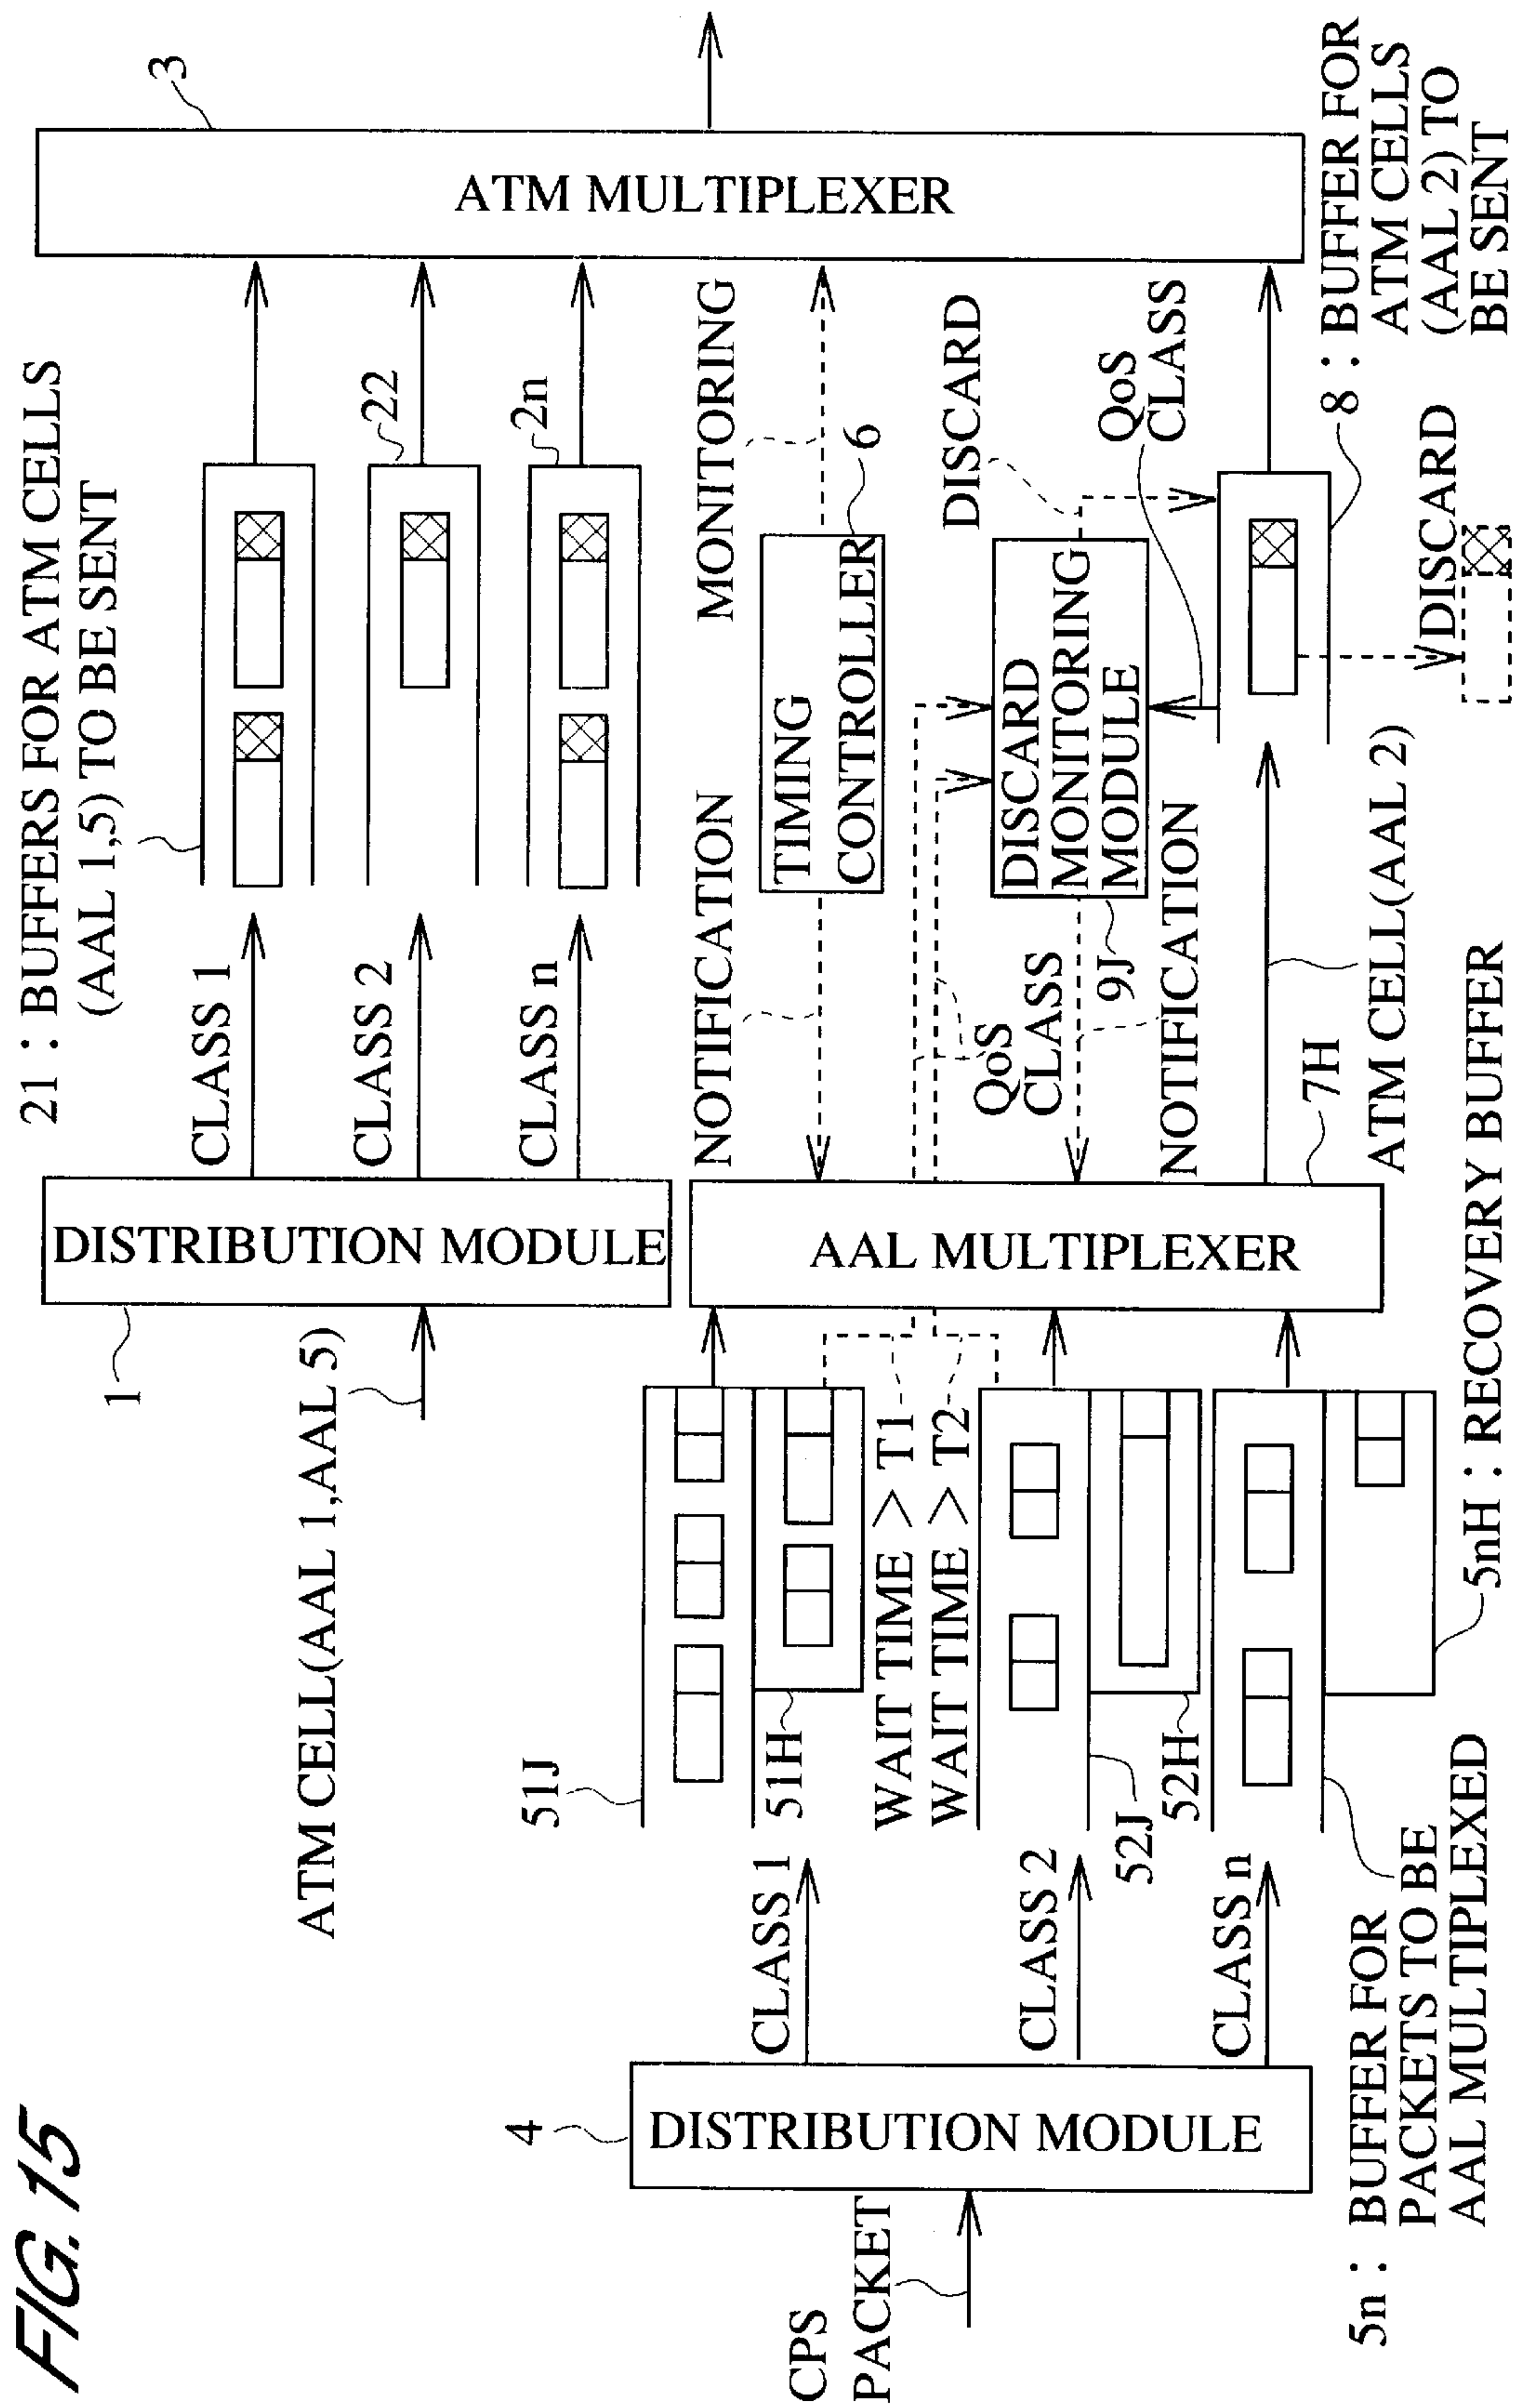 FIG. 15
21 : BUFFERS FOR ATM CELLS
(AAL 1,5) TO BE SENT
3
22
2n
CLASS 1
CLASS 2
CLASS n
DISTRIBUTION MODULE
1
ATM CELL(AAL 1,AAL 5)
ATM MULTIPLEXER
MONITORING
NOTIFICATION
TIMING
CONTROLLER
6
DISCARD
QoS
CLASS
DISCARD
MONITORING
MODULE
9J
QoS
CLASS
NOTIFICATION
8 : BUFFER FOR
ATM CELLS
(AAL 2) TO
BE SENT
DISCARD
ATM CELL(AAL 2)
7H
AAL MULTIPLEXER
51J
51H
WAIT TIME > T1
WAIT TIME > T2
52J
52H
5nH : RECOVERY BUFFER
CLASS 1
CLASS 2
CLASS n
4
DISTRIBUTION MODULE
CPS
PACKET
5n : BUFFER FOR
PACKETS TO BE
AAL MULTIPLEXED